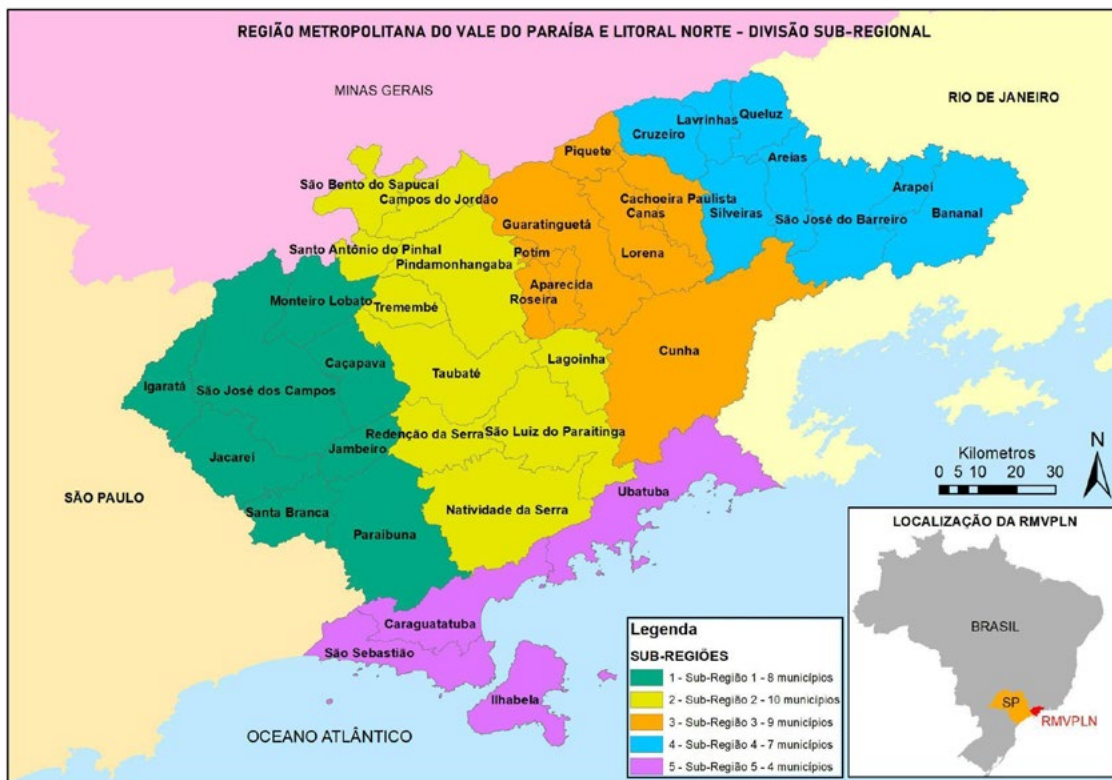 REGIÃO METROPOLITANA DO VALE DO PARAÍBA E LITORAL NORTE - DIVISÃO SUB-REGIONAL
MINAS GERAIS
RIO DE JANEIRO
Queluz
Lavrinhas
Cruzeiro
Piquete
Areias
Arapeí
São Bento do Sapucaí
Campos do Jordão
Cachoeira Paulista
Canas
Silveiras
São José do Barreiro
Bananal
Guaratinguetá
Santo Antônio do Pinhal
Potim
Lorena
Pindamonhangaba
Aparecida
Roseira
Monteiro Lobato
Tremembé
Cunha
Lagoinha
Caçapava
Taubaté
Igaratá
São José dos Campos
Redenção da Serra
São Luiz do Paraitinga
Jambeiro
Jacareí
Kilometros
0 5 10 20 30
N
SÃO PAULO
Ubatuba
Santa Branca
Natividade da Serra
Paraibuna
Caraguatatuba
São Sebastião
Ilhabela
OCEANO ATLÂNTICO
Legenda
SUB-REGIÕES
1 - Sub-Região 1 - 8 municípios
2 - Sub-Região 2 - 10 municípios
3 - Sub-Região 3 - 9 municípios
4 - Sub-Região 4 - 7 municípios
5 - Sub-Região 5 - 4 municípios
LOCALIZAÇÃO DA RMVPLN
BRASIL
SP
RMVPLN